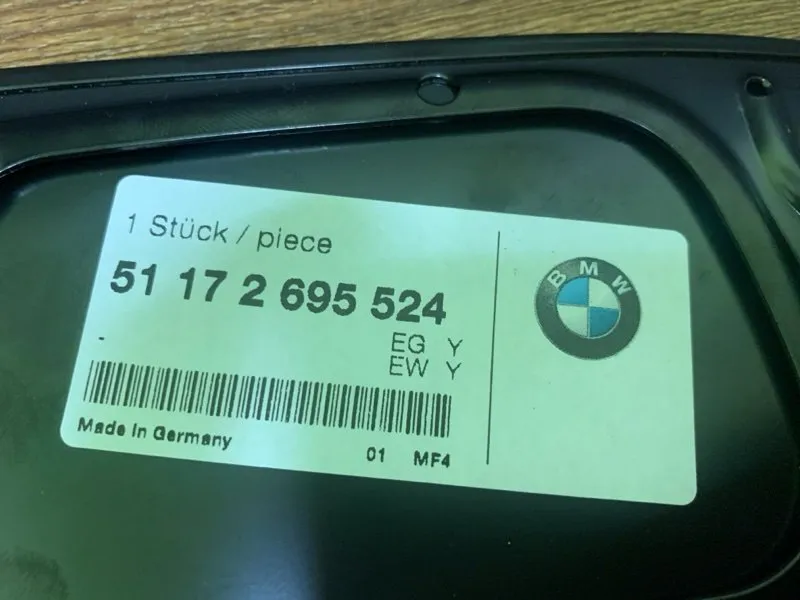 1 Stück / piece
51 17 2 695 524
-
EG Y
EW Y
Made in Germany
01 MF4
BMW